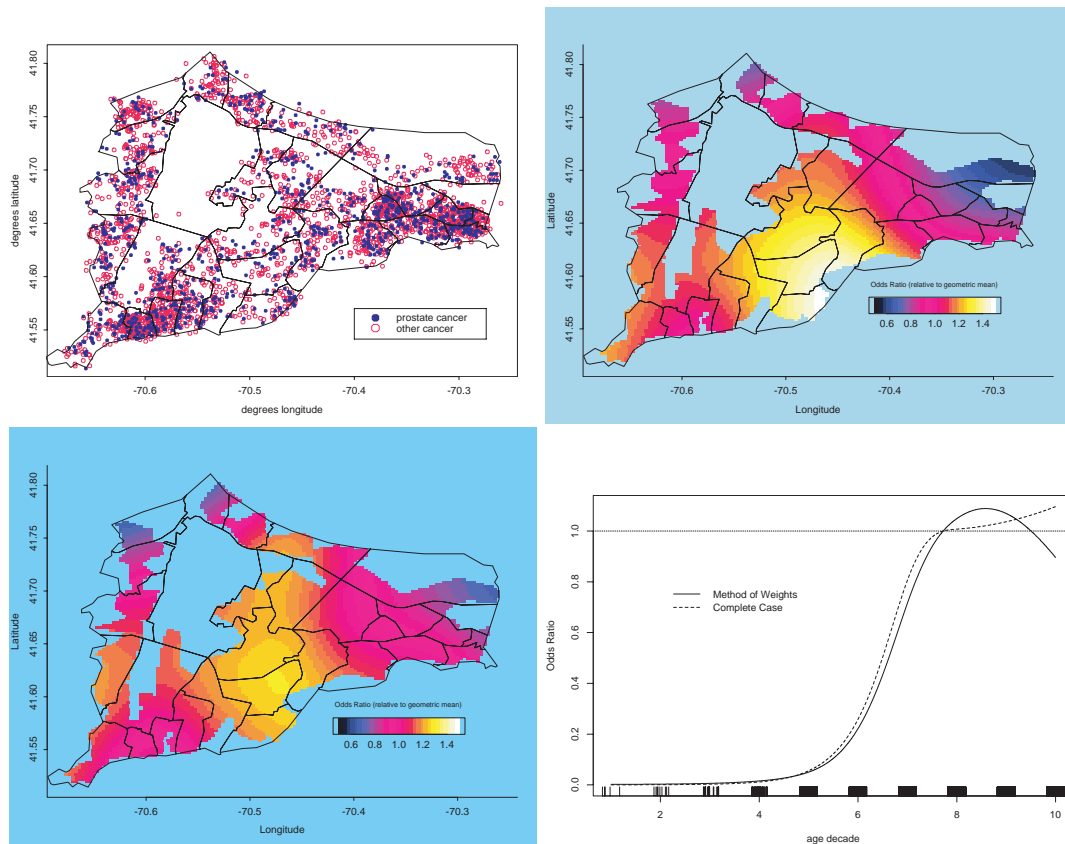 degrees latitude
41.80
41.75
41.70
41.65
41.60
41.55
prostate cancer
other cancer
-70.6
-70.5
-70.4
-70.3
degrees longitude
Latitude
41.80
41.75
41.70
41.65
41.60
41.55
Odds Ratio (relative to geometric mean)
0.6 0.8 1.0 1.2 1.4
-70.6
-70.5
-70.4
-70.3
Longitude
Latitude
41.80
41.75
41.70
41.65
41.60
41.55
Odds Ratio (relative to geometric mean)
0.6 0.8 1.0 1.2 1.4
-70.6
-70.5
-70.4
-70.3
Longitude
Odds Ratio
1.0
0.8
0.6
0.4
0.2
0.0
Method of Weights
Complete Case
2
4
6
8
10
age decade